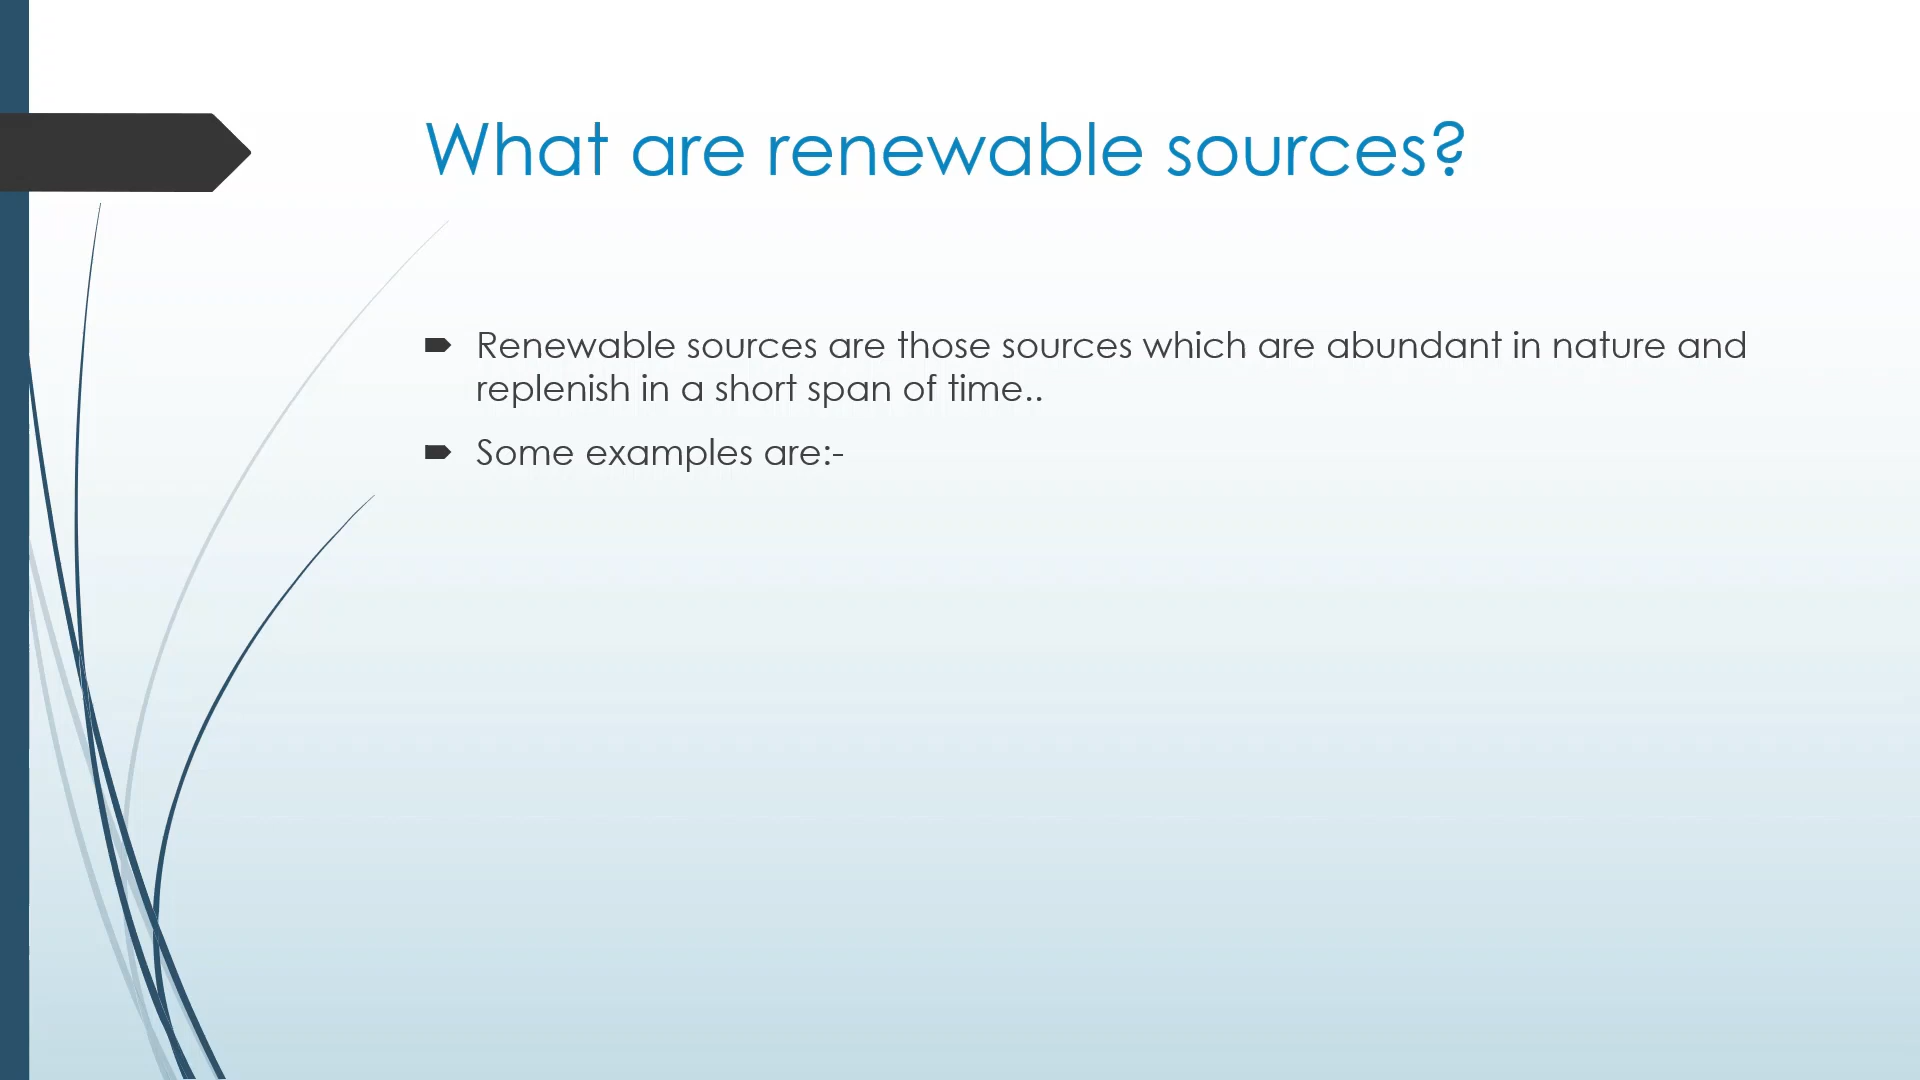 What are renewable sources?
Renewable sources are those sources which are abundant in nature and
replenish in a short span of time..
Some examples are:-